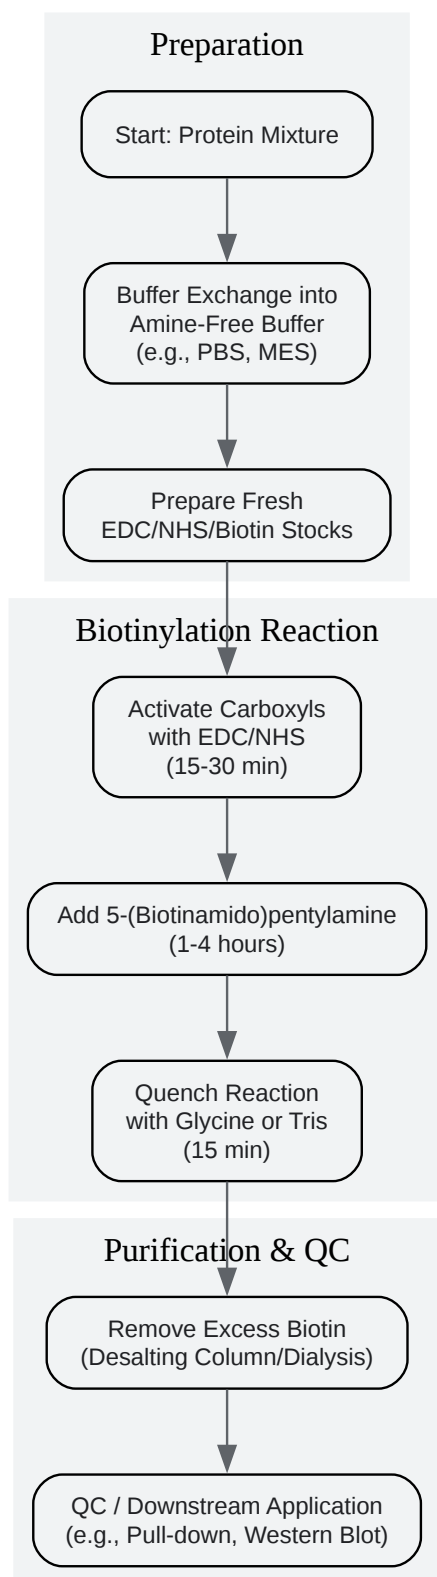 Preparation
Start: Protein Mixture
Buffer Exchange into
Amine-Free Buffer
(e.g., PBS, MES)
Prepare Fresh
EDC/NHS/Biotin Stocks
Biotinylation Reaction
Activate Carboxyls
with EDC/NHS
(15-30 min)
Add 5-(Biotinamido)pentylamine
(1-4 hours)
Quench Reaction
with Glycine or Tris
(15 min)
Purification & QC
Remove Excess Biotin
(Desalting Column/Dialysis)
QC / Downstream Application
(e.g., Pull-down, Western Blot)